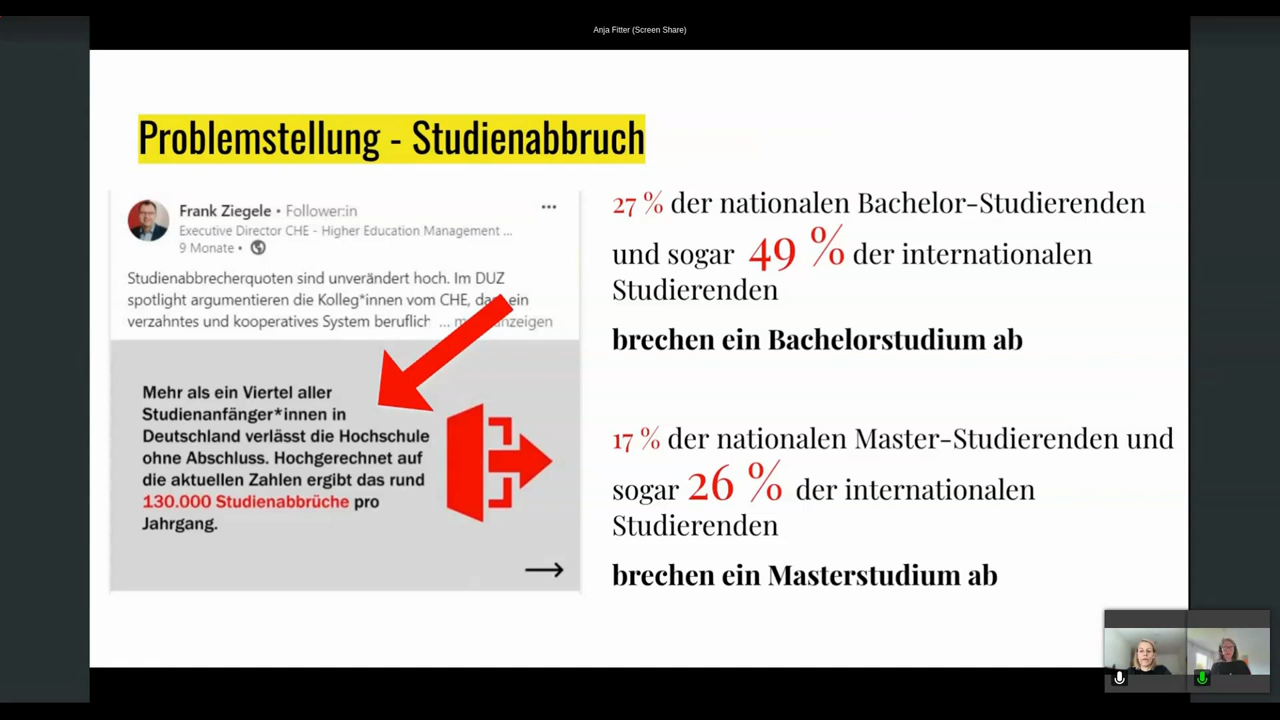 Anja Fitter (Screen Share)
Problemstellung - Studienabbruch
Frank Ziegele • Follower:in
Executive Director CHE - Higher Education Management ...
9 Monate •
Studienabbrecherquoten sind unverändert hoch. Im DUZ
spotlight argumentieren die Kolleg*innen vom CHE, ein
verzahntes und kooperatives System beruflich ...
Mehr als ein Viertel aller
Studienanfänger*innen in
Deutschland verlässt die Hochschule
ohne Abschluss. Hochgerechnet auf
die aktuellen Zahlen ergibt das rund
130.000 Studienabbrüche pro
Jahrgang.
27 % der nationalen Bachelor-Studierenden
und sogar 49 % der internationalen
Studierenden
brechen ein Bachelorstudium ab
17 % der nationalen Master-Studierenden und
sogar 26 % der internationalen
Studierenden
brechen ein Masterstudium ab